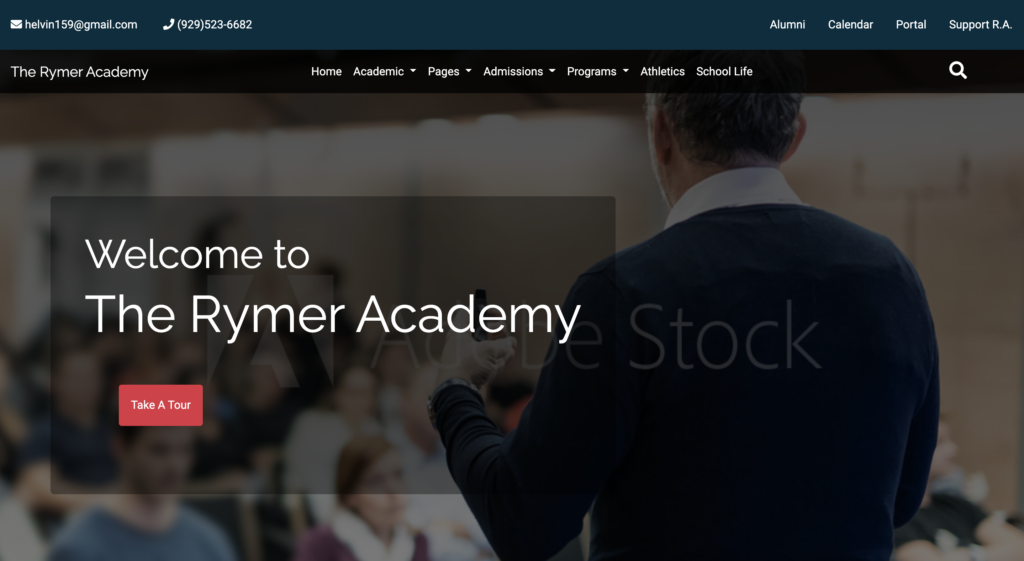 helvin159@gmail.com (929)523-6682 Alumni Calendar Portal Support R.A.
The Rymer Academy Home Academic Pages Admissions Programs Athletics School Life
Welcome to
The Rymer Academy
Adobe Stock
Take A Tour